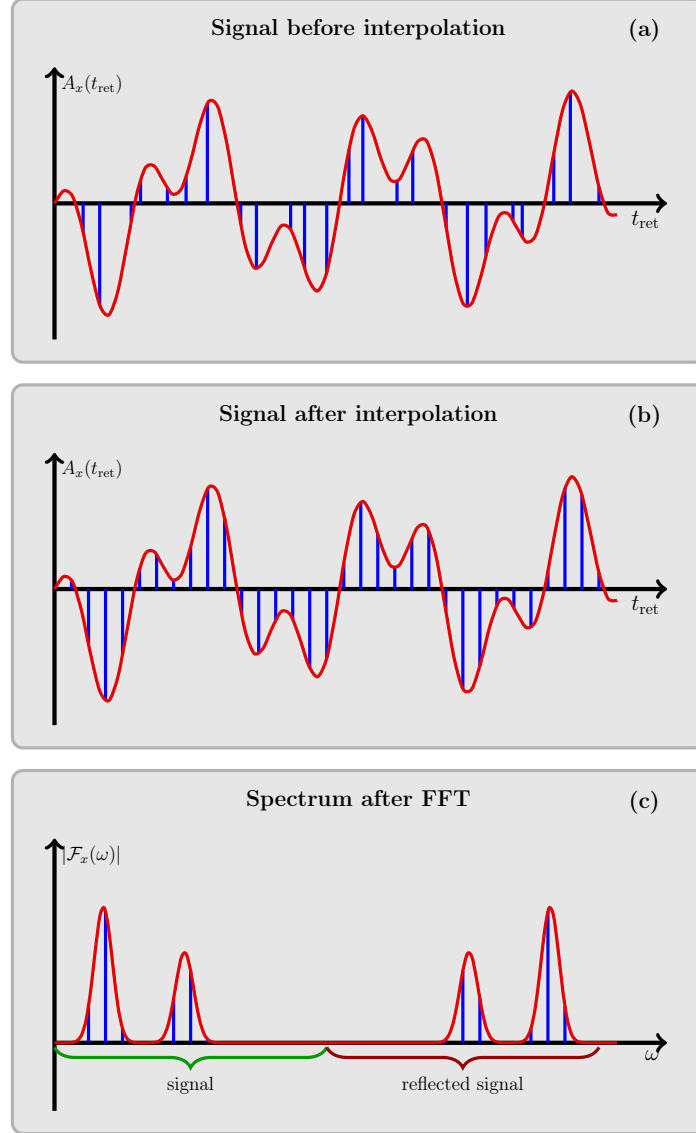 Signal before interpolation (a)
A_x(t_ret)
t_ret
Signal after interpolation (b)
A_x(t_ret)
t_ret
Spectrum after FFT (c)
|𝓕_x(ω)|
ω
signal reflected signal